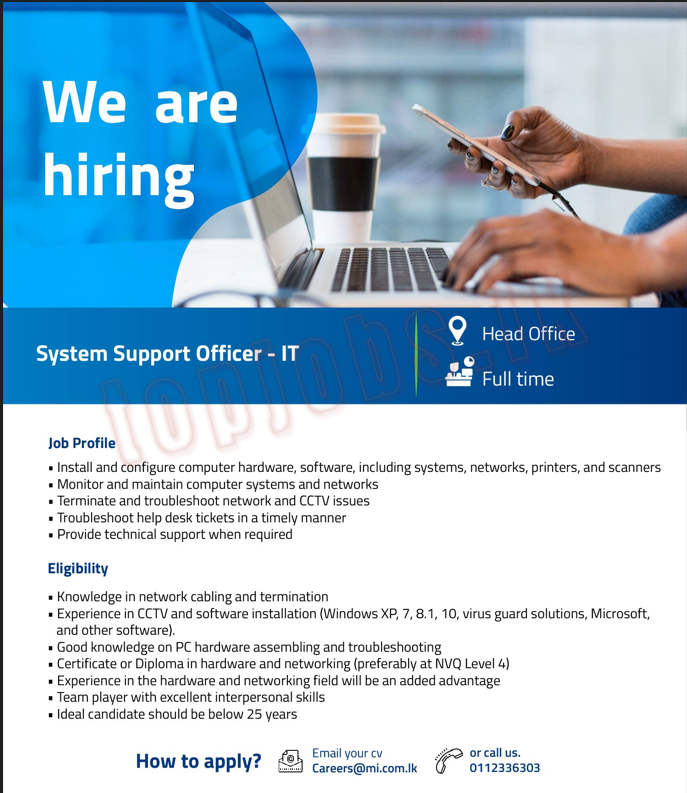 We are
hiring
System Support Officer - IT
Head Office
Full time
topjobs.lk
Job Profile
▪ Install and configure computer hardware, software, including systems, networks, printers, and scanners
▪ Monitor and maintain computer systems and networks
▪ Terminate and troubleshoot network and CCTV issues
▪ Troubleshoot help desk tickets in a timely manner
▪ Provide technical support when required
Eligibility
▪ Knowledge in network cabling and termination
▪ Experience in CCTV and software installation (Windows XP, 7, 8.1, 10, virus guard solutions, Microsoft,
and other software).
▪ Good knowledge on PC hardware assembling and troubleshooting
▪ Certificate or Diploma in hardware and networking (preferably at NVQ Level 4)
▪ Experience in the hardware and networking field will be an added advantage
▪ Team player with excellent interpersonal skills
▪ Ideal candidate should be below 25 years
How to apply?
Email your cv
Careers@mi.com.lk
or call us.
0112336303